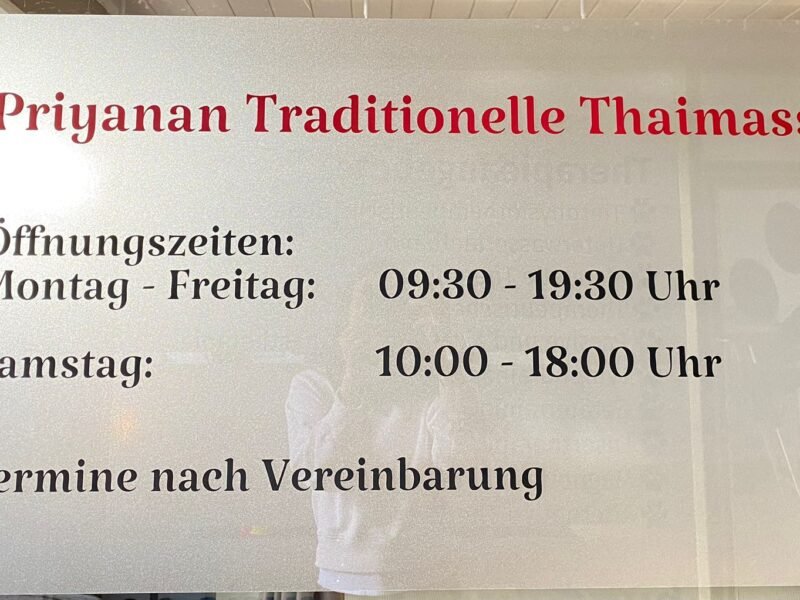 Priyanan Traditionelle Thaimass
Öffnungszeiten:
Montag - Freitag: 09:30 - 19:30 Uhr
amstag: 10:00 - 18:00 Uhr
ermine nach Vereinbarung